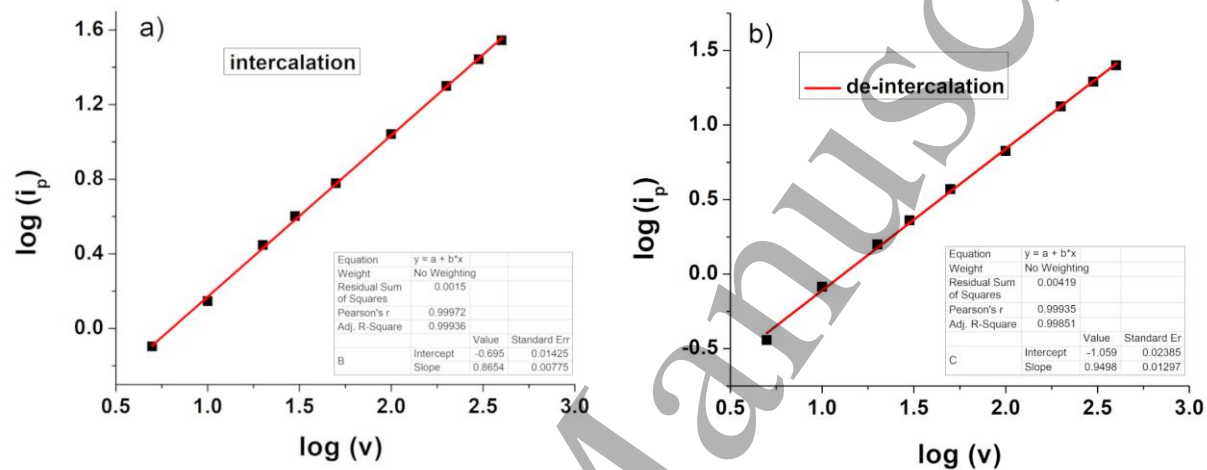 a)
intercalation
log (i_p)
1.6
1.2
0.8
0.4
0.0
0.5 1.0 1.5 2.0 2.5 3.0
log (v)
Equation y = a + b*x
Weight No Weighting
Residual Sum of Squares 0.0015
Pearson's r 0.99972
Adj. R-Square 0.99936
Value Standard Err
B Intercept -0.695 0.01425
Slope 0.8654 0.00775
b)
de-intercalation
log (i_p)
1.5
1.0
0.5
0.0
-0.5
0.5 1.0 1.5 2.0 2.5 3.0
log (v)
Equation y = a + b*x
Weight No Weighting
Residual Sum of Squares 0.00419
Pearson's r 0.99935
Adj. R-Square 0.99851
Value Standard Er
C Intercept -1.059 0.02385
Slope 0.9498 0.01297
Manusc